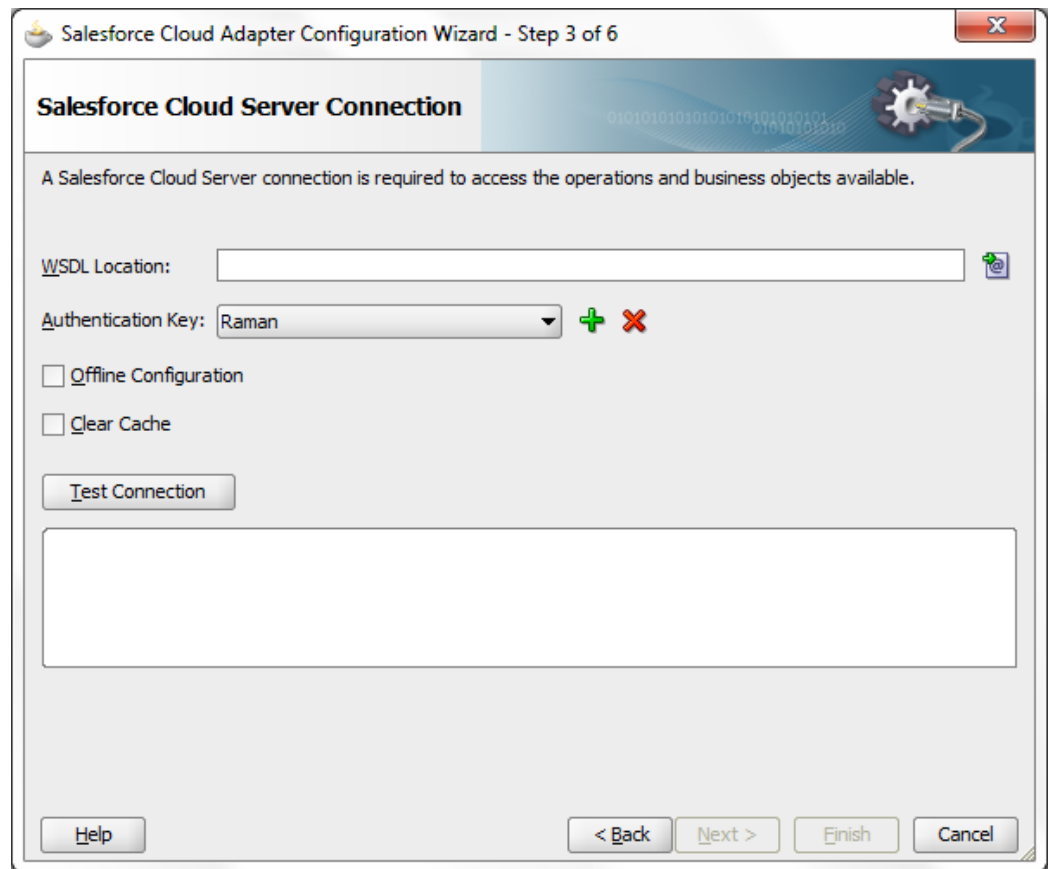 Salesforce Cloud Adapter Configuration Wizard - Step 3 of 6
Salesforce Cloud Server Connection
010101010101010101010101010101
01010101010
A Salesforce Cloud Server connection is required to access the operations and business objects available.
WSDL Location:
Authentication Key: Raman
Offline Configuration
Clear Cache
Test Connection
Help < Back Next > Finish Cancel